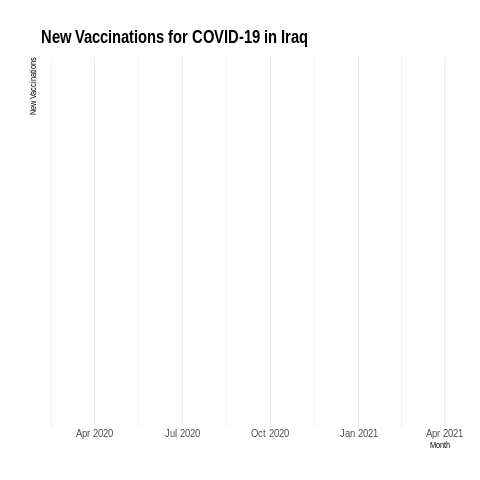 New Vaccinations for COVID-19 in Iraq
New Vaccinations
Apr 2020
Jul 2020
Oct 2020
Jan 2021
Apr 2021
Month